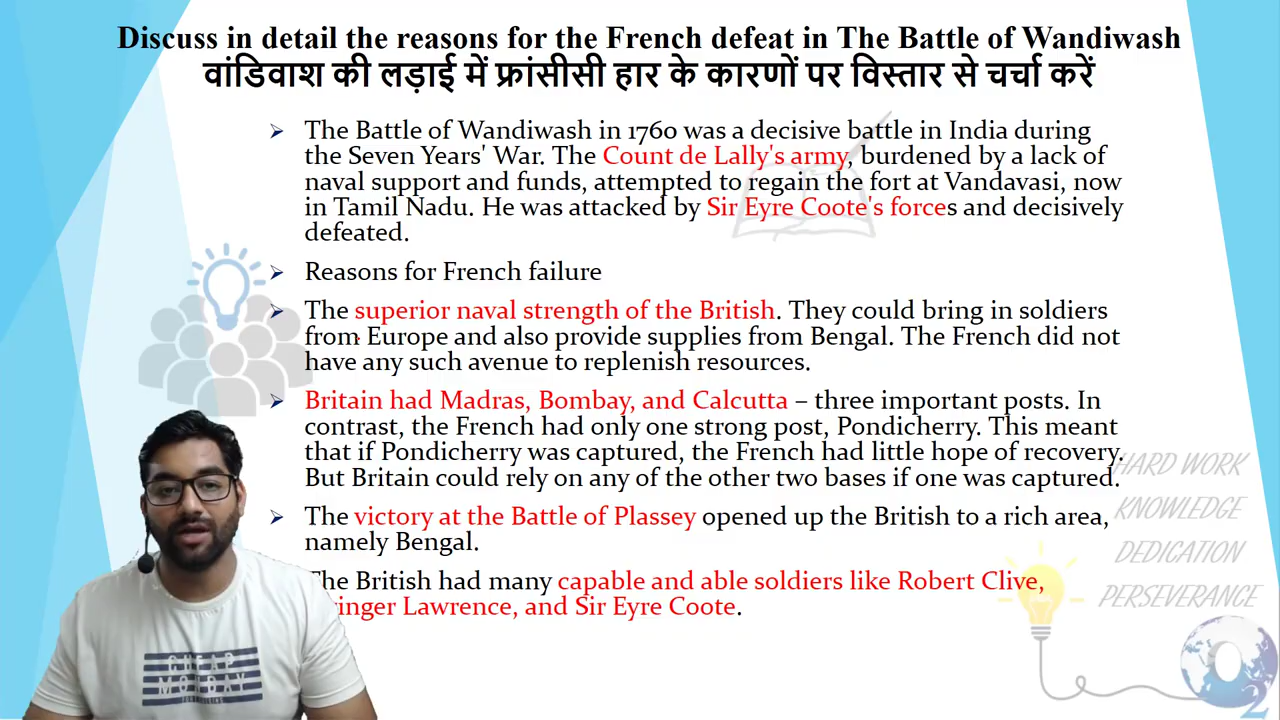 Discuss in detail the reasons for the French defeat in The Battle of Wandiwash
वांडिवाश की लड़ाई में फ्रांसीसी हार के कारणों पर विस्तार से चर्चा करें
The Battle of Wandiwash in 1760 was a decisive battle in India during
the Seven Years' War. The Count de Lally's army, burdened by a lack of
naval support and funds, attempted to regain the fort at Vandavasi, now
in Tamil Nadu. He was attacked by Sir Eyre Coote's forces and decisively
defeated.
Reasons for French failure
The superior naval strength of the British. They could bring in soldiers
from Europe and also provide supplies from Bengal. The French did not
have any such avenue to replenish resources.
Britain had Madras, Bombay, and Calcutta – three important posts. In
contrast, the French had only one strong post, Pondicherry. This meant
that if Pondicherry was captured, the French had little hope of recovery.
But Britain could rely on any of the other two bases if one was captured.
The victory at the Battle of Plassey opened up the British to a rich area,
namely Bengal.
The British had many capable and able soldiers like Robert Clive,
Lawrence, and Sir Eyre Coote.
HARD WORK
KNOWLEDGE
DEDICATION
PERSEVERANCE
CHEAP
MONDAY
O2